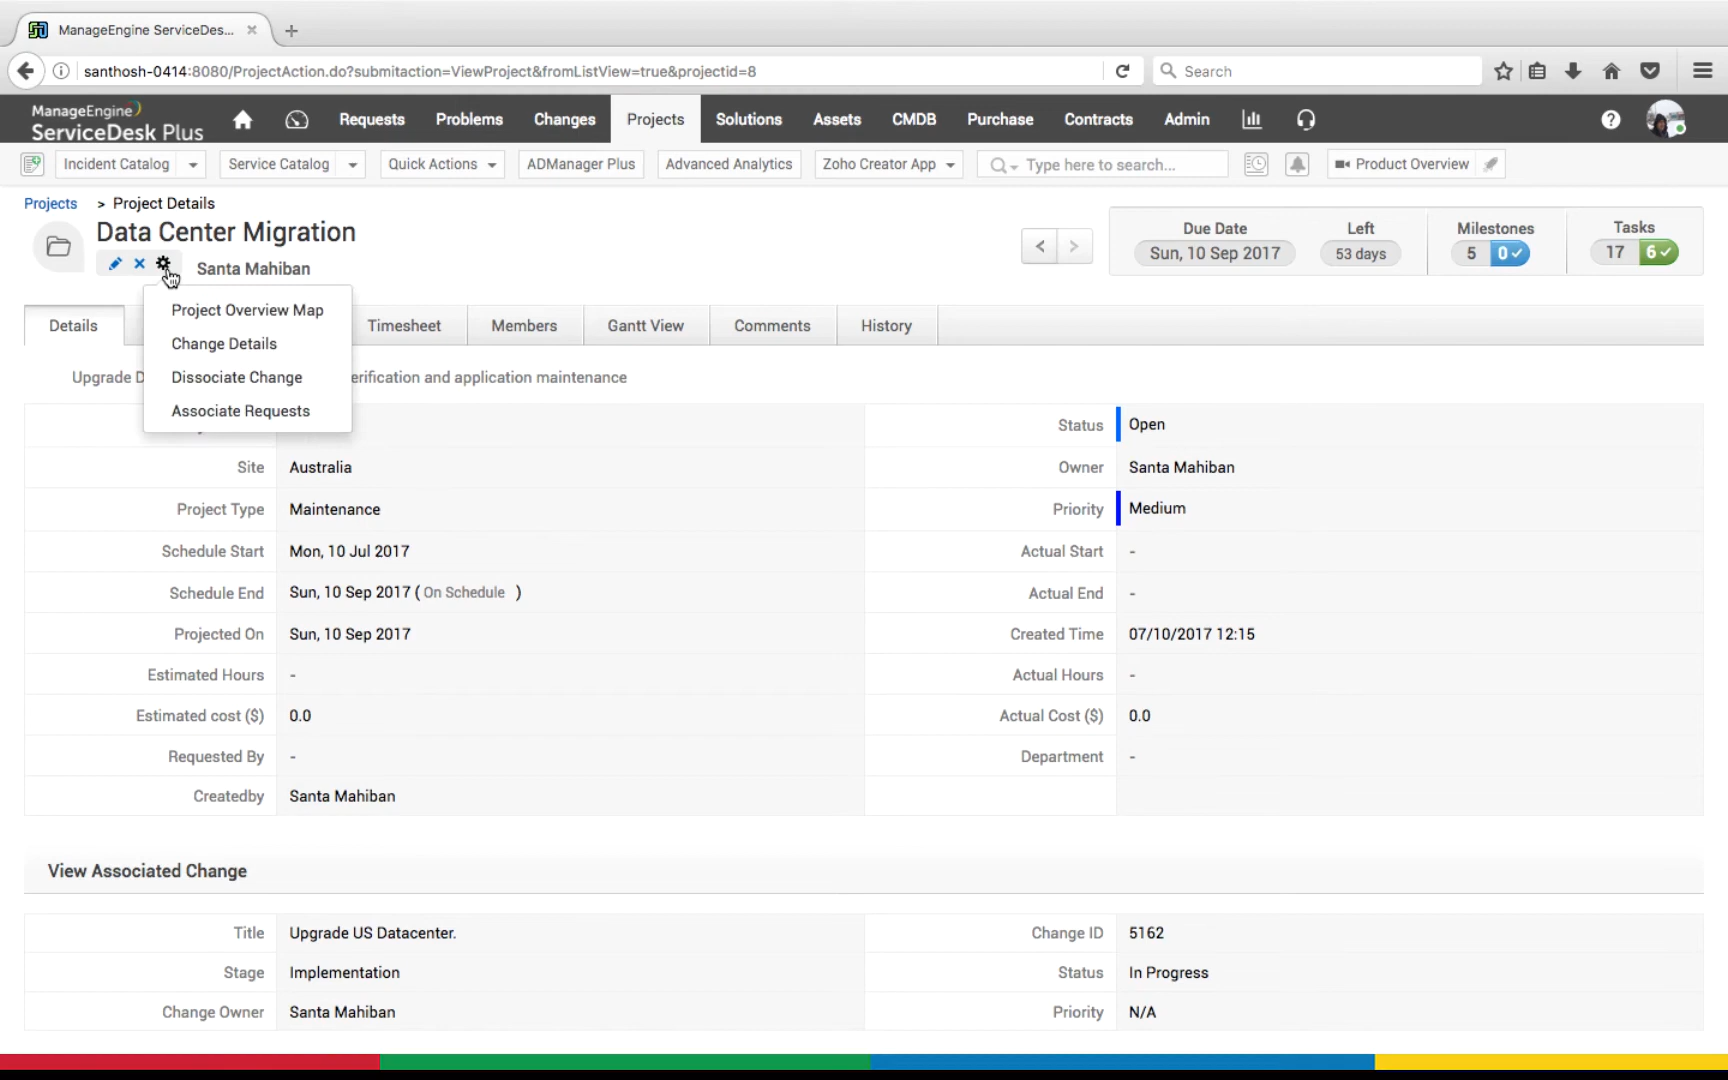 ManageEngine ServiceDes...
santhosh-0414:8080/ProjectAction.do?submitaction=ViewProject&fromListView=true&projectid=8
Search
ManageEngine
ServiceDesk Plus
Requests
Problems
Changes
Projects
Solutions
Assets
CMDB
Purchase
Contracts
Admin
Incident Catalog
Service Catalog
Quick Actions
ADManager Plus
Advanced Analytics
Zoho Creator App
Type here to search...
Product Overview
Projects > Project Details
Data Center Migration
Santa Mahiban
Due Date
Sun, 10 Sep 2017
Left
53 days
Milestones
5 0
Tasks
17 6
Project Overview Map
Change Details
Dissociate Change
Associate Requests
Details
Timesheet
Members
Gantt View
Comments
History
Upgrade D erification and application maintenance
Status Open
Site Australia
Owner Santa Mahiban
Project Type Maintenance
Priority Medium
Schedule Start Mon, 10 Jul 2017
Actual Start -
Schedule End Sun, 10 Sep 2017 ( On Schedule )
Actual End -
Projected On Sun, 10 Sep 2017
Created Time 07/10/2017 12:15
Estimated Hours -
Actual Hours -
Estimated cost ($) 0.0
Actual Cost ($) 0.0
Requested By -
Department -
Createdby Santa Mahiban
View Associated Change
Title Upgrade US Datacenter.
Change ID 5162
Stage Implementation
Status In Progress
Change Owner Santa Mahiban
Priority N/A